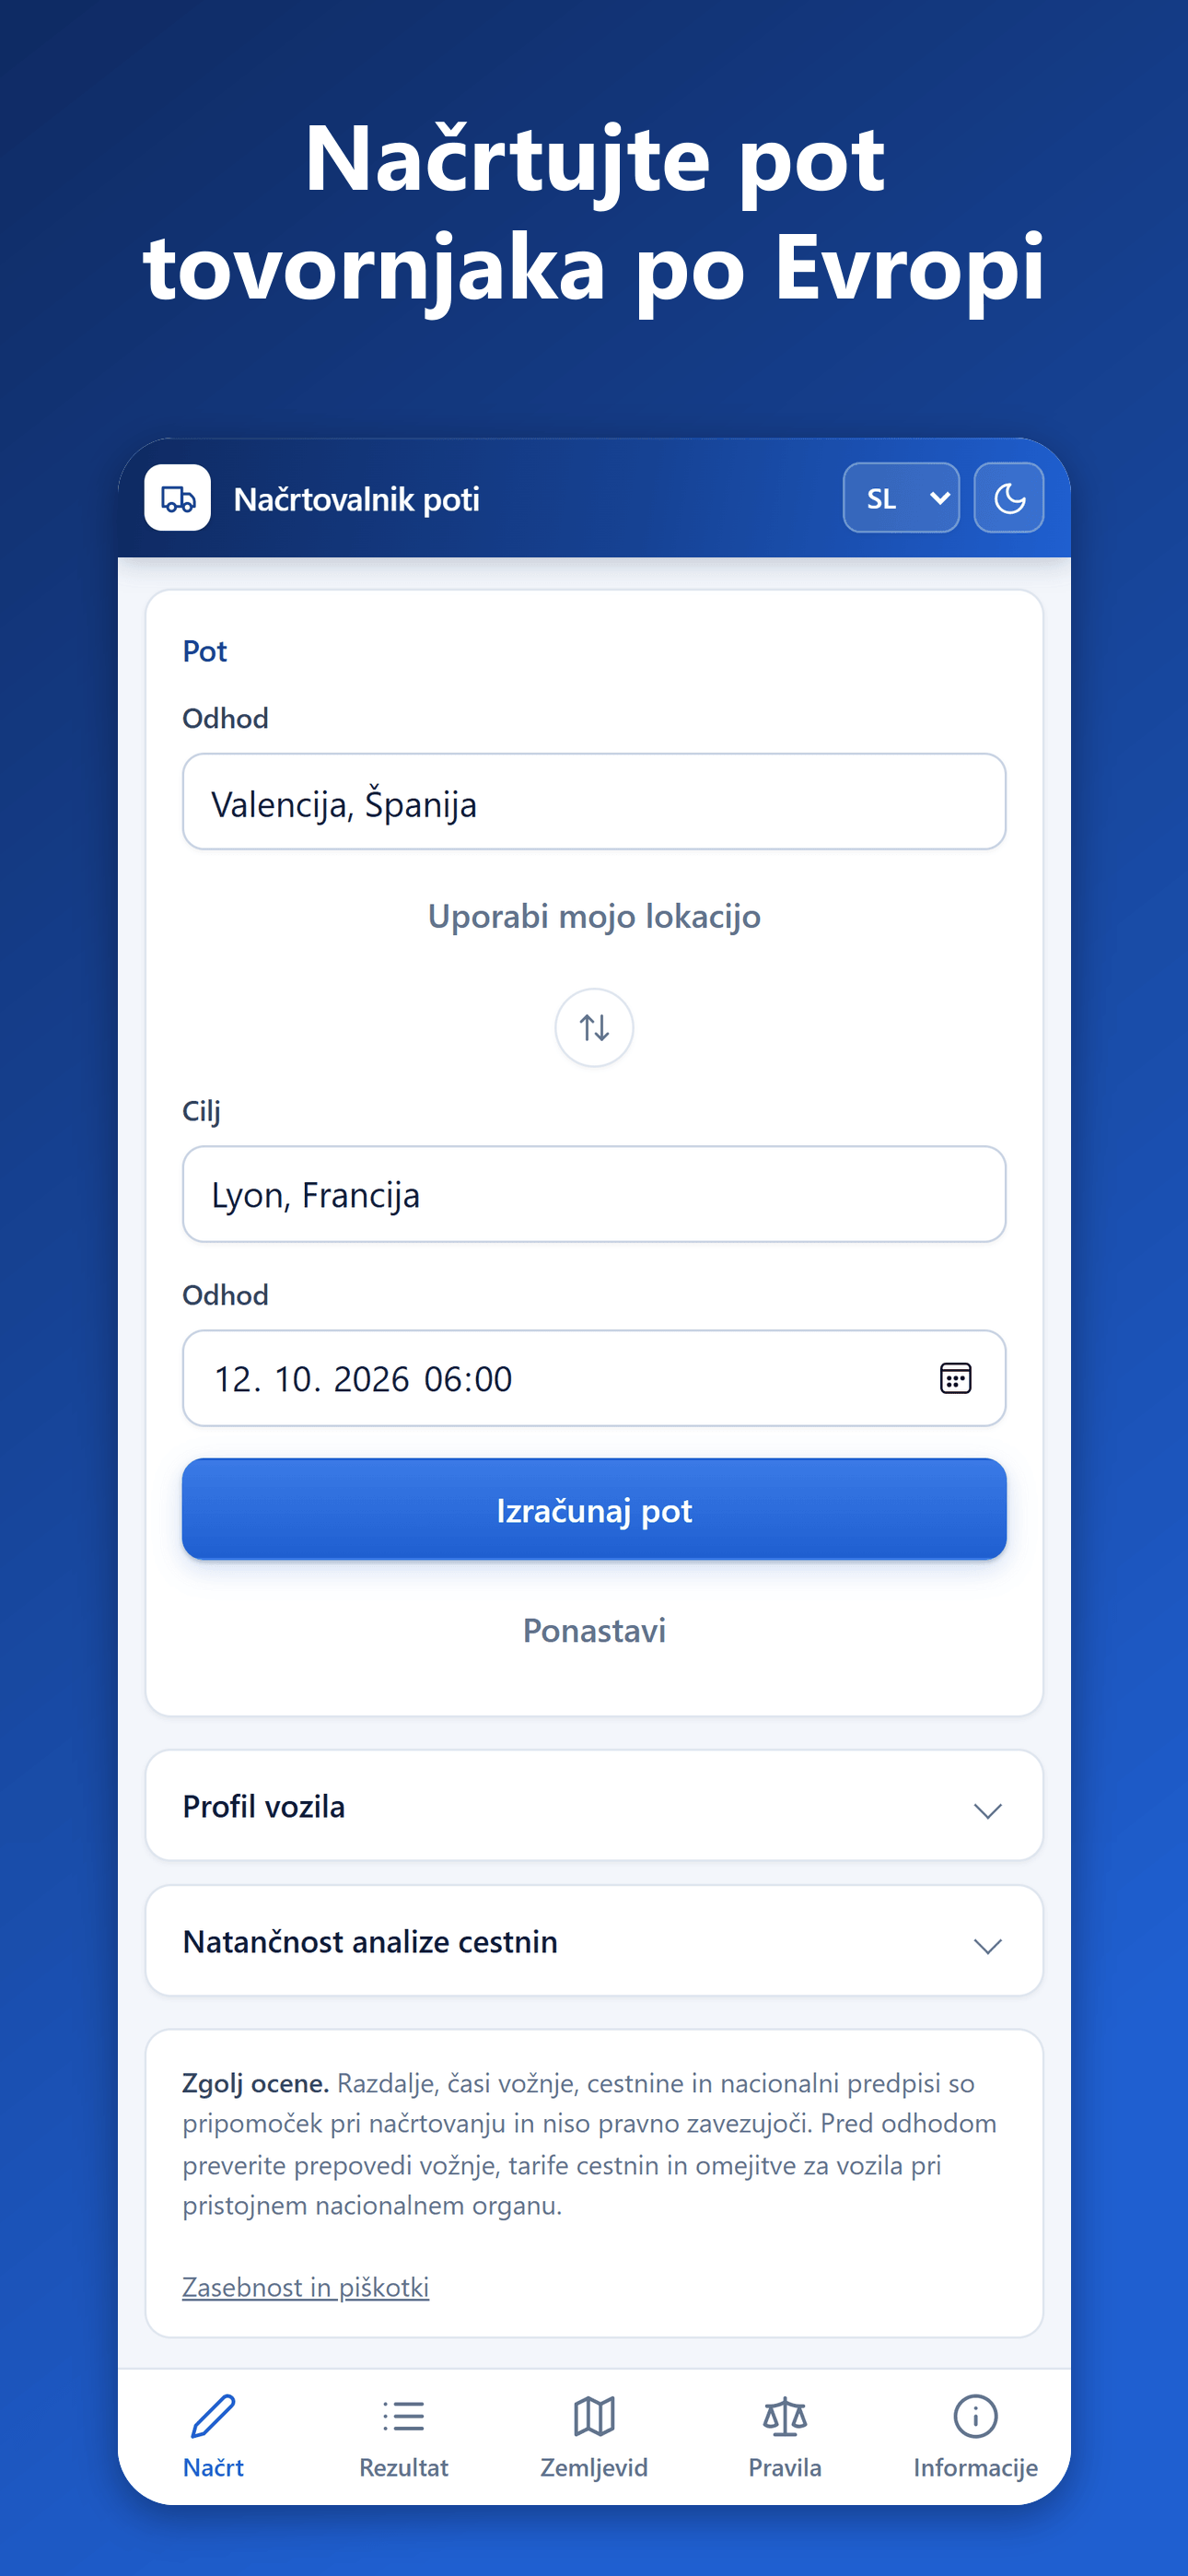 Načrtujte pot
tovornjaka po Evropi
Načrtovalnik poti
SL
Pot
Odhod
Valencija, Španija
Uporabi mojo lokacijo
Cilj
Lyon, Francija
Odhod
12. 10. 2026 06:00
Izračunaj pot
Ponastavi
Profil vozila
Natančnost analize cestnin
Zgolj ocene. Razdalje, časi vožnje, cestnine in nacionalni predpisi so
pripomoček pri načrtovanju in niso pravno zavezujoči. Pred odhodom
preverite prepovedi vožnje, tarife cestnin in omejitve za vozila pri
pristojnem nacionalnem organu.
Zasebnost in piškotki
Načrt
Rezultat
Zemljevid
Pravila
Informacije